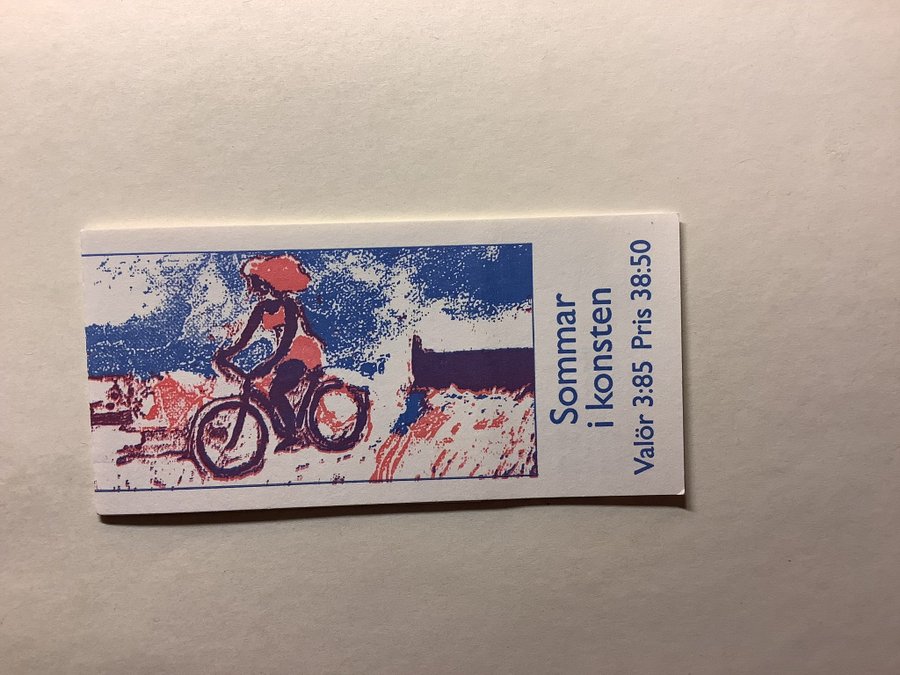 Sommar
i konsten
Valör 3:85 Pris 38:50